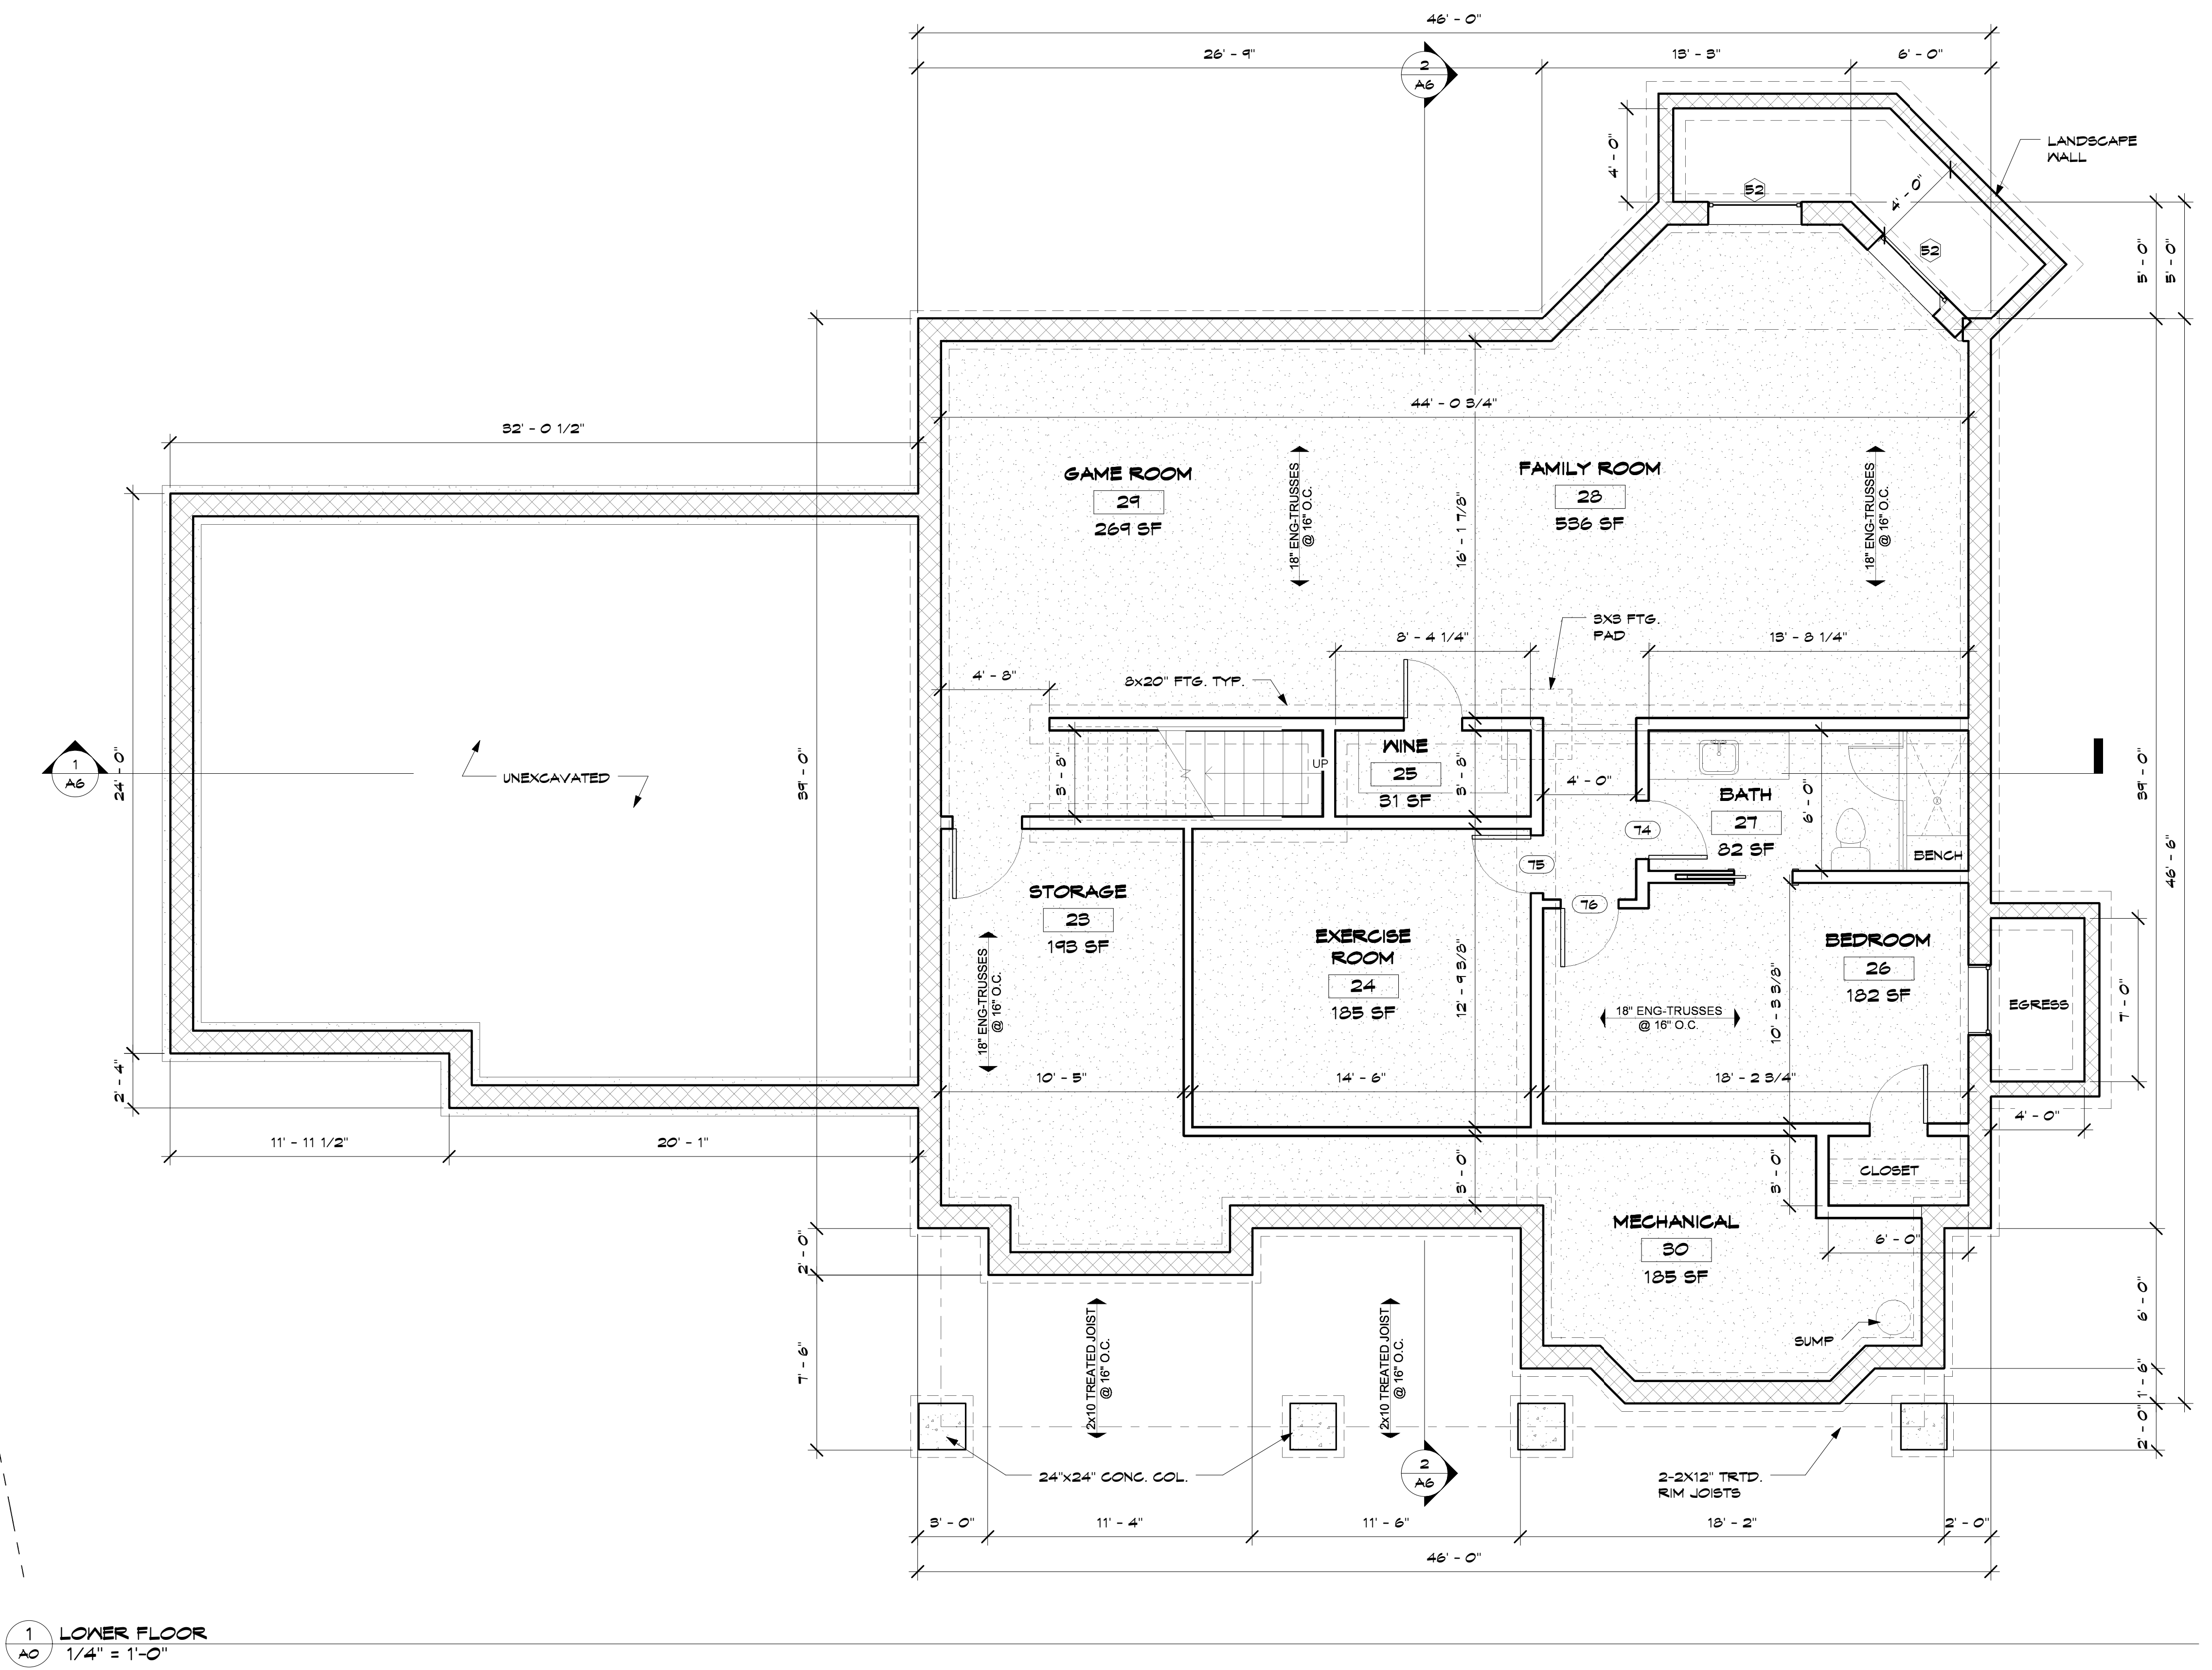 46' - 0"
26' - 9"
13' - 3"
6' - 0"
2
A6
LANDSCAPE
WALL
4' - 0"
4' - 0"
52
52
5' - 0"
5' - 0"
44' - 0 3/4"
32' - 0 1/2"
GAME ROOM
29
269 SF
18" ENG-TRUSSES
@ 16" O.C.
FAMILY ROOM
28
536 SF
18" ENG-TRUSSES
@ 16" O.C.
16' - 1 7/8"
3X3 FTG.
PAD
8' - 4 1/4"
13' - 8 1/4"
4' - 8"
8x20" FTG. TYP.
1
A6
24' - 0"
UNEXCAVATED
39' - 0"
3' - 8"
UP
WINE
25
31 SF
3' - 8"
4' - 0"
BATH
27
82 SF
6' - 0"
BENCH
39' - 0"
46' - 6"
74
75
76
STORAGE
23
193 SF
18" ENG-TRUSSES
@ 16" O.C.
EXERCISE
ROOM
24
185 SF
12' - 9 3/8"
BEDROOM
26
182 SF
18" ENG-TRUSSES
@ 16" O.C.
10' - 3 3/8"
EGRESS
7' - 0"
10' - 5"
14' - 6"
18' - 2 3/4"
2' - 4"
4' - 0"
11' - 11 1/2"
20' - 1"
3' - 0"
3' - 0"
CLOSET
MECHANICAL
30
185 SF
6' - 0"
2' - 0"
6' - 0"
SUMP
7' - 6"
2x10 TREATED JOIST
@ 16" O.C.
2x10 TREATED JOIST
@ 16" O.C.
1' - 6"
2' - 0"
24"x24" CONC. COL.
2
A6
2-2X12" TRTD.
RIM JOISTS
3' - 0"
11' - 4"
11' - 6"
18' - 2"
2' - 0"
46' - 0"
1
A0
LOWER FLOOR
1/4" = 1'-0"